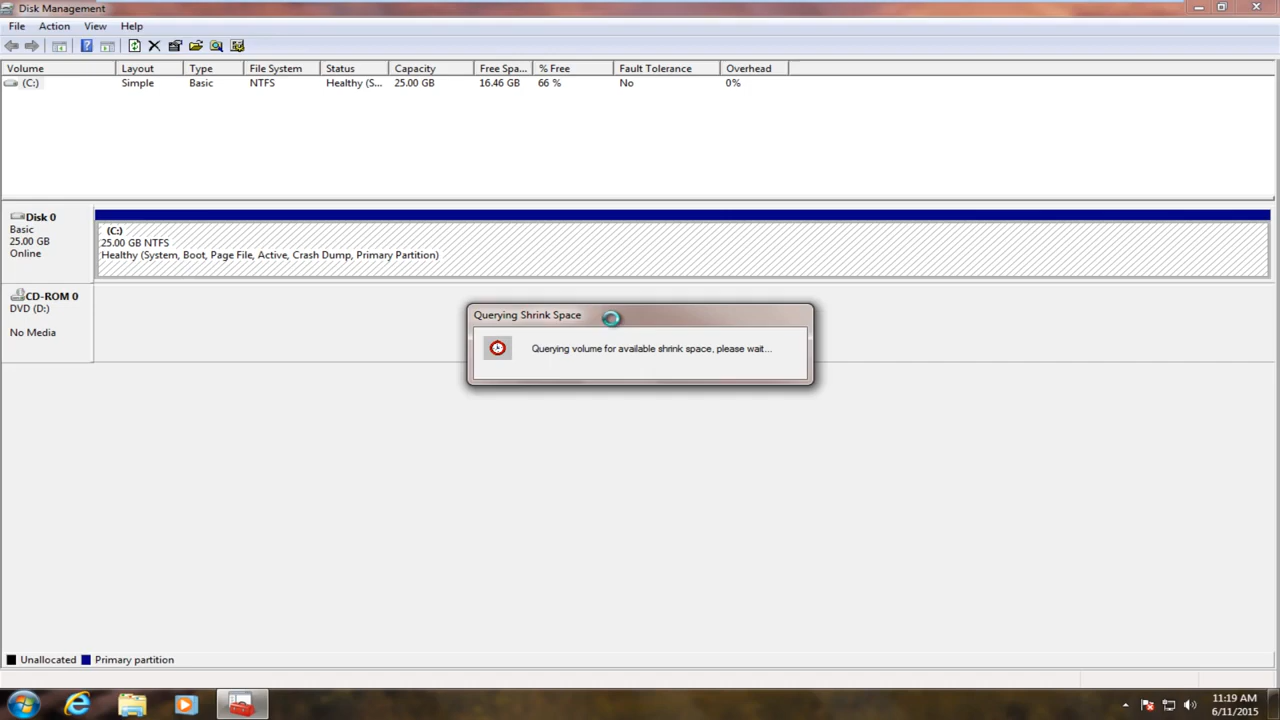 Disk Management
File Action View Help
Volume Layout Type File System Status Capacity Free Spa... % Free Fault Tolerance Overhead
(C:) Simple Basic NTFS Healthy (S... 25.00 GB 16.46 GB 66 % No 0%
Disk 0
Basic
25.00 GB
Online
(C:)
25.00 GB NTFS
Healthy (System, Boot, Page File, Active, Crash Dump, Primary Partition)
CD-ROM 0
DVD (D:)
No Media
Querying Shrink Space
Querying volume for available shrink space, please wait...
Unallocated Primary partition
11:19 AM
6/11/2015